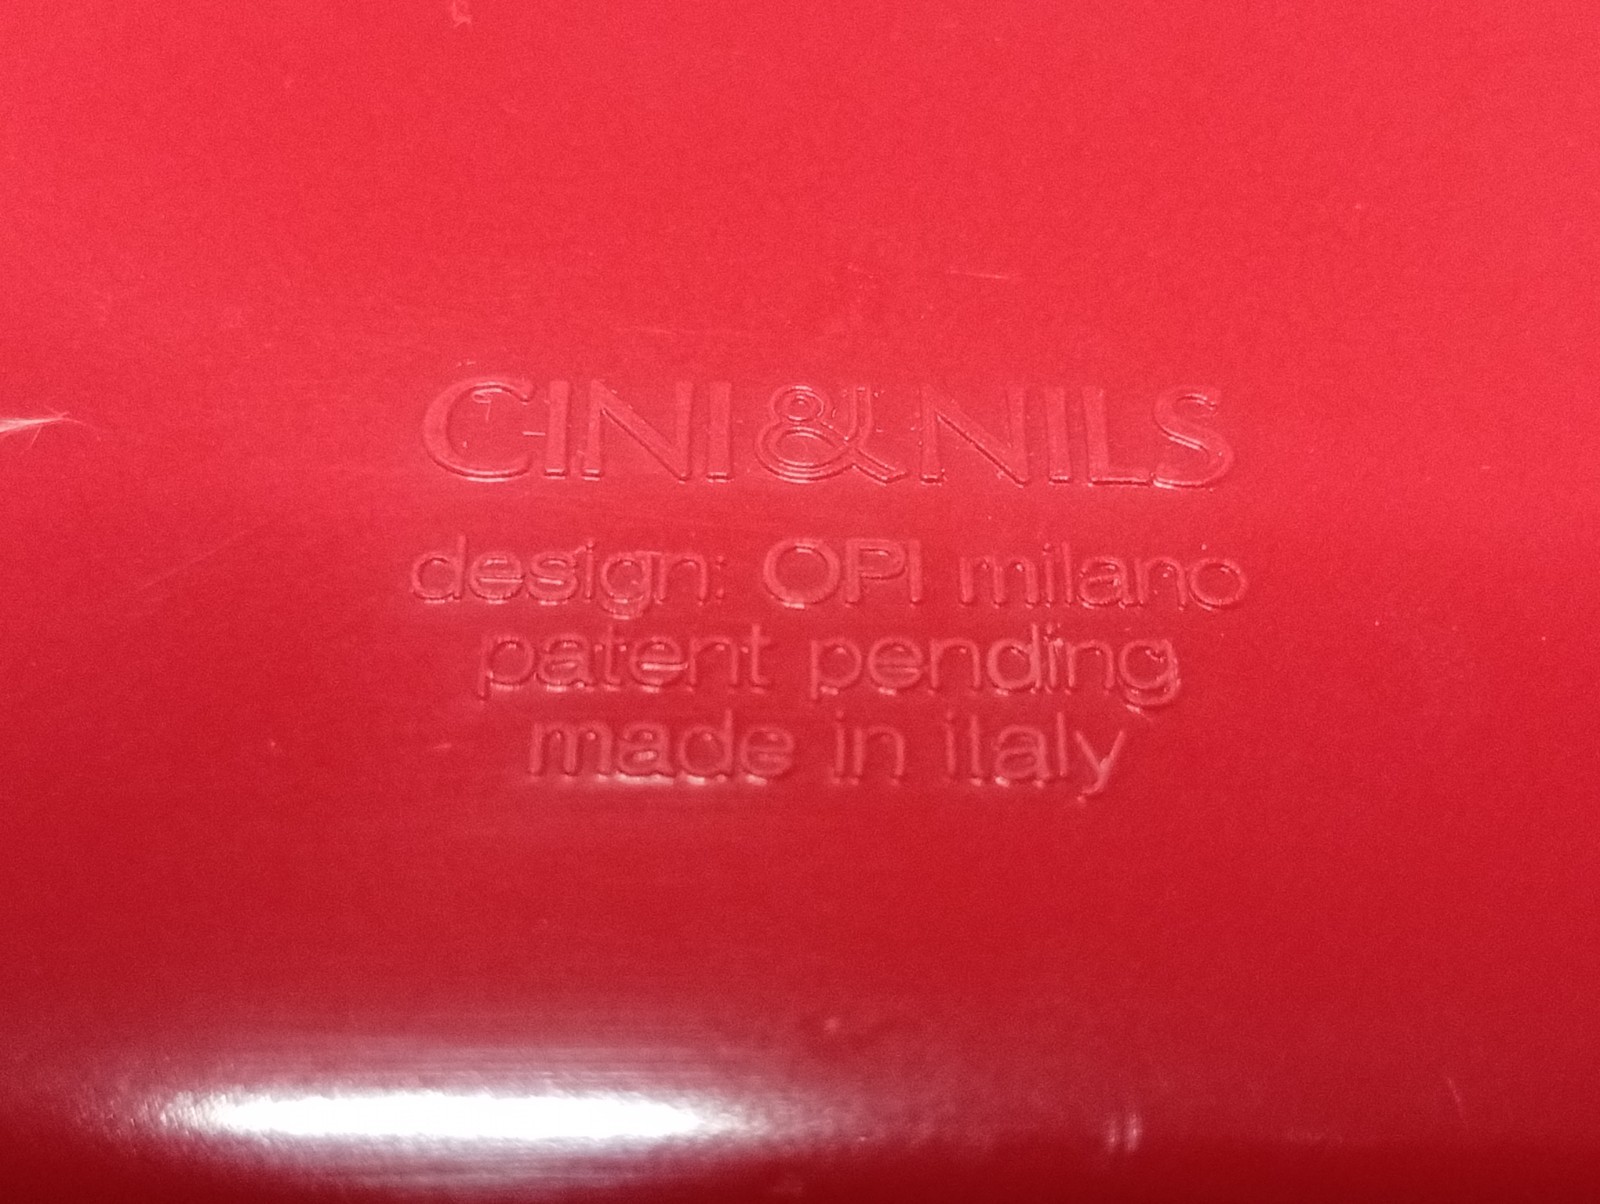 CINI&NILS
design: OPI milano
patent pending
made in italy